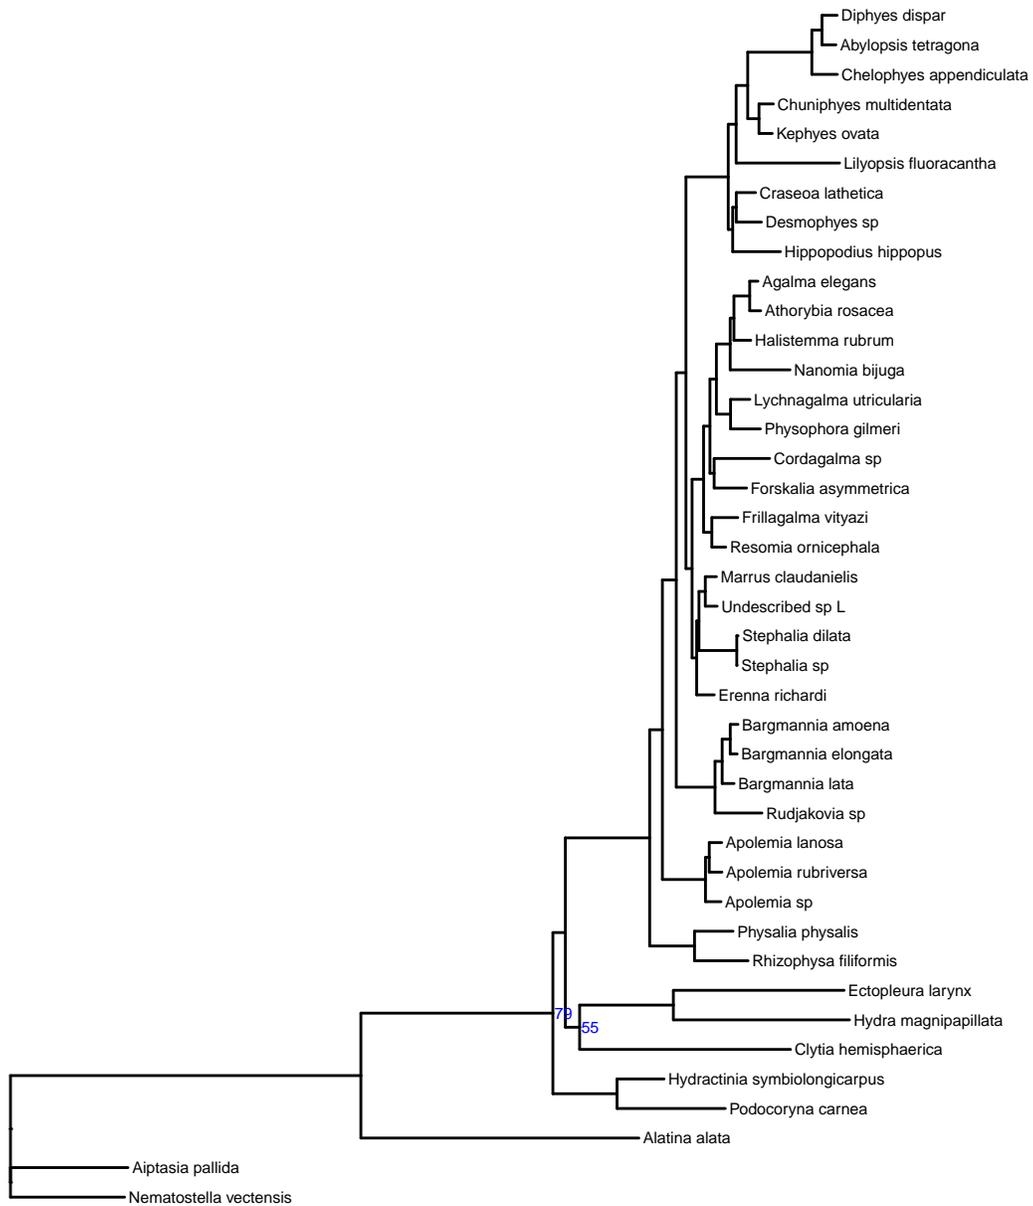 Diphyes dispar
Abylopsis tetragona
Chelophyes appendiculata
Chuniphyes multidentata
Kephyes ovata
Lilyopsis fluoracantha
Craseoa lathetica
Desmophyes sp
Hippopodius hippopus
Agalma elegans
Athorybia rosacea
Halistemma rubrum
Nanomia bijuga
Lychnagalma utricularia
Physophora gilmeri
Cordagalma sp
Forskalia asymmetrica
Frillagalma vityazi
Resomia ornicephala
Marrus claudanielis
Undescribed sp L
Stephalia dilata
Stephalia sp
Erenna richardi
Bargmannia amoena
Bargmannia elongata
Bargmannia lata
Rudjakovia sp
Apolemia lanosa
Apolemia rubriversa
Apolemia sp
Physalia physalis
Rhizophysa filiformis
Ectopleura larynx
79
Hydra magnipapillata
55
Clytia hemisphaerica
Hydractinia symbiolongicarpus
Podocoryna carnea
Alatina alata
Aiptasia pallida
Nematostella vectensis